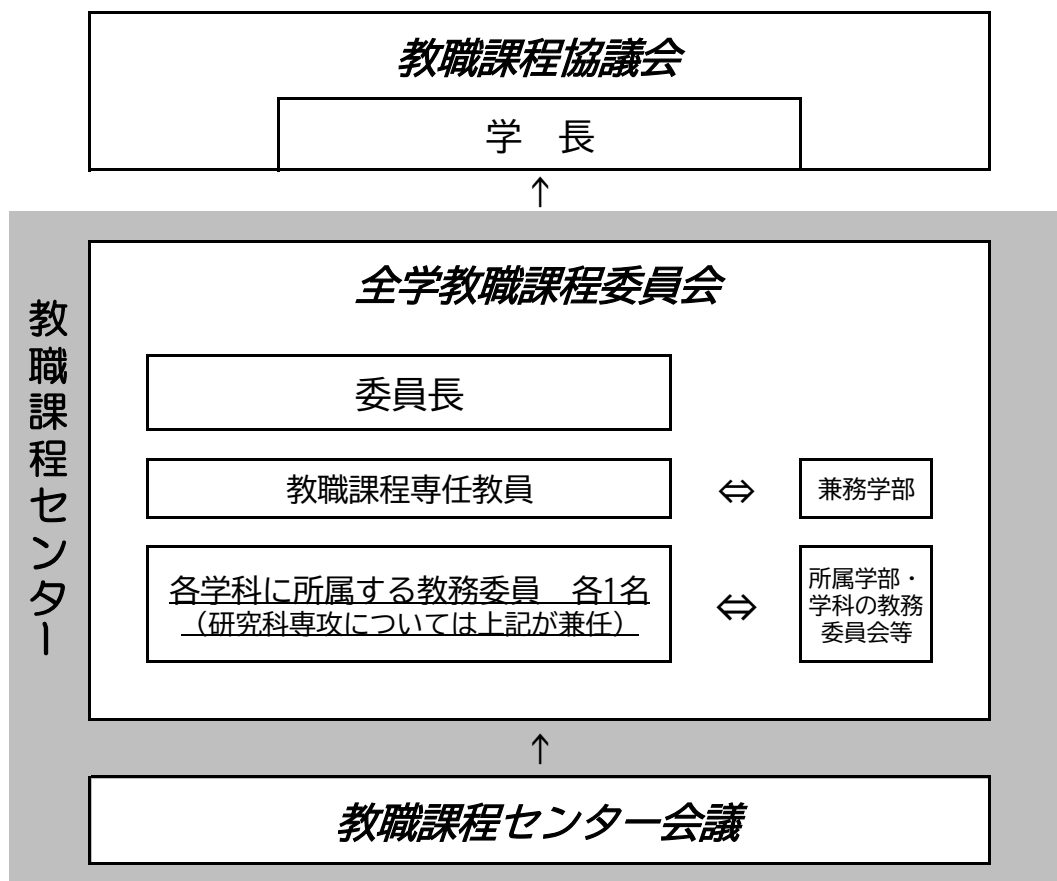 教職課程協議会
学　長
↑
教職課程センター
全学教職課程委員会
委員長
教職課程専任教員　⇔　兼務学部
各学科に所属する教務委員　各1名
（研究科専攻については上記が兼任）
⇔
所属学部・
学科の教務
委員会等
↑
教職課程センター会議